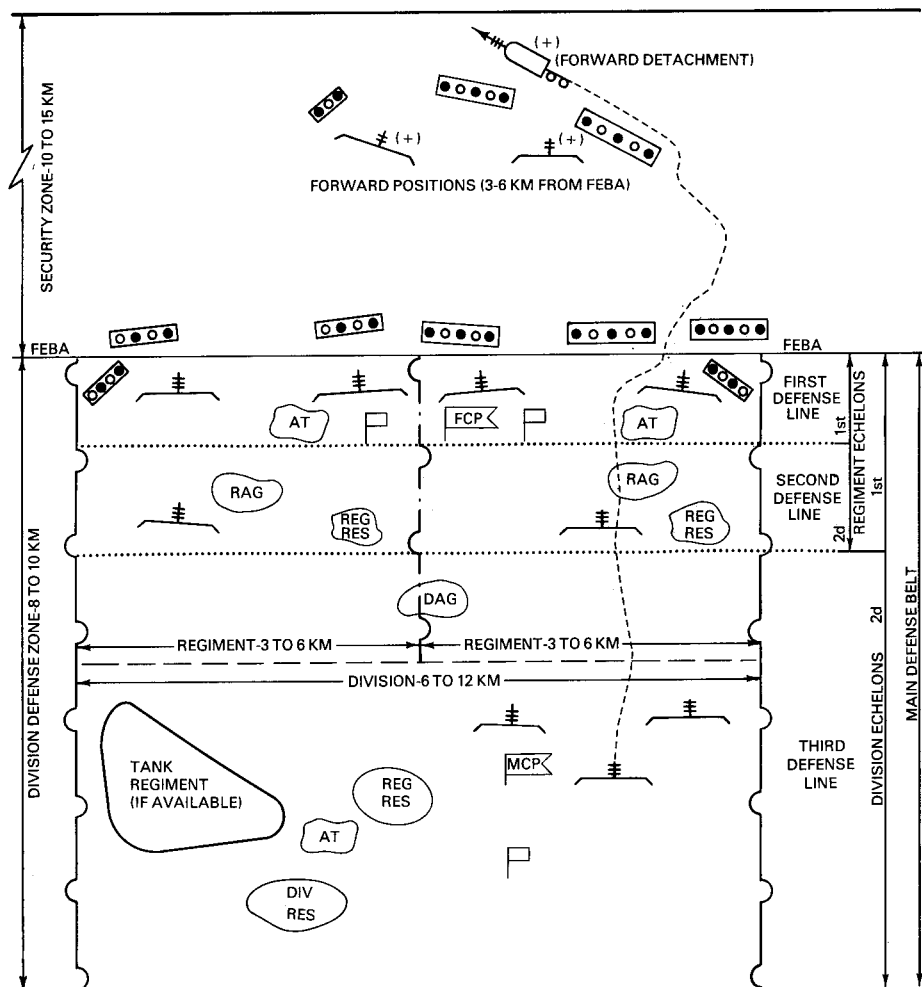 (+)
(FORWARD DETACHMENT)
(+)
(+)
FORWARD POSITIONS (3-6 KM FROM FEBA)
SECURITY ZONE-10 TO 15 KM
FEBA
FEBA
AT
FCP
AT
FIRST
DEFENSE
LINE
1st
RAG
RAG
REG
RES
REG
RES
SECOND
DEFENSE
LINE
2d
REGIMENT ECHELONS
1st
DAG
REGIMENT-3 TO 6 KM
REGIMENT-3 TO 6 KM
DIVISION-6 TO 12 KM
2d
DIVISION DEFENSE ZONE-8 TO 10 KM
TANK
REGIMENT
(IF AVAILABLE)
REG
RES
MCP
AT
DIV
RES
THIRD
DEFENSE
LINE
DIVISION ECHELONS
MAIN DEFENSE BELT